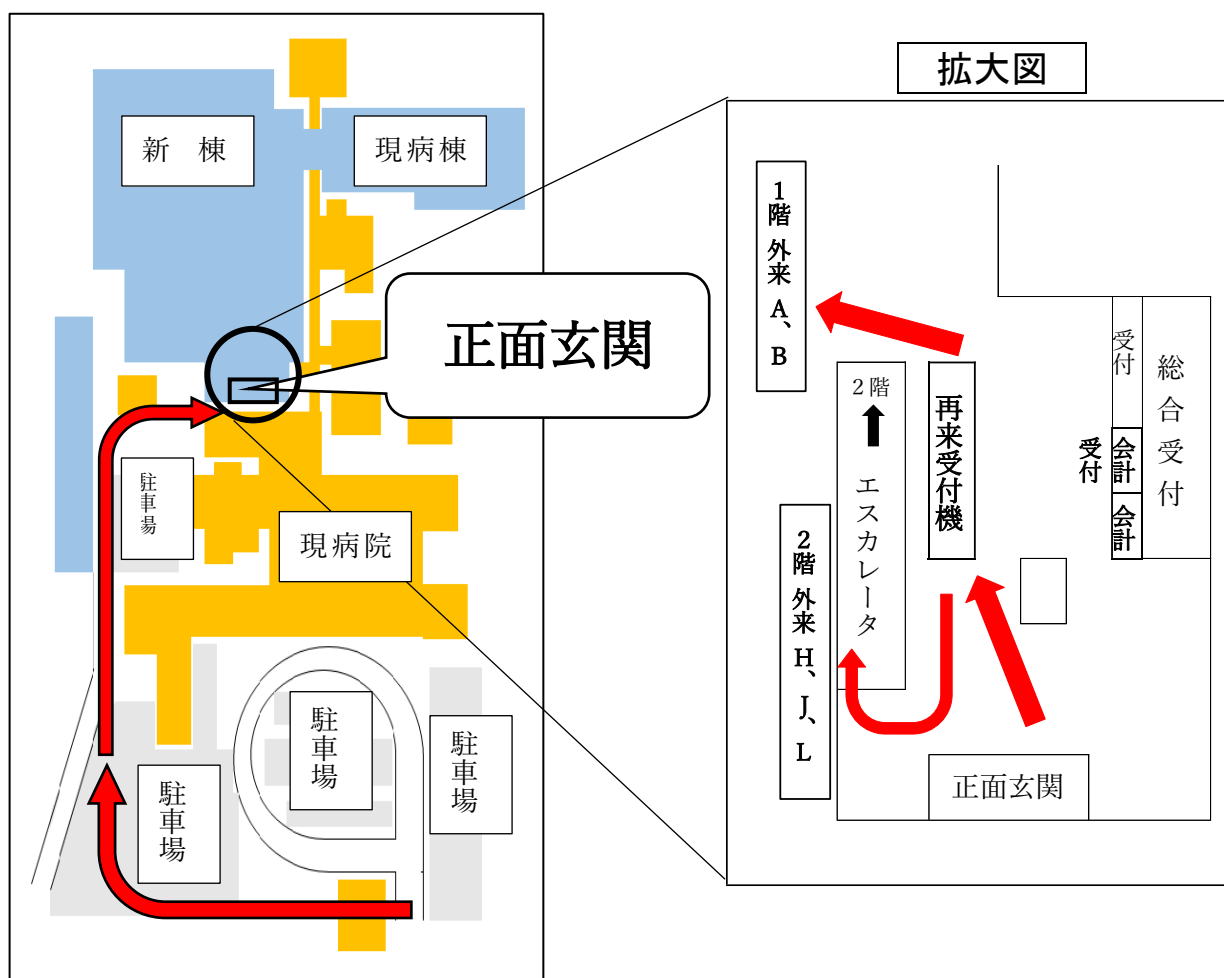 拡大図
新 棟
現病棟
正面玄関
駐車場
現病院
駐車場
駐車場
駐車場
1階 外来 A、B
2階 外来 H、J、L
2階
エスカレータ
再来受付機
受付
受付
会計
会計
総合受付
正面玄関